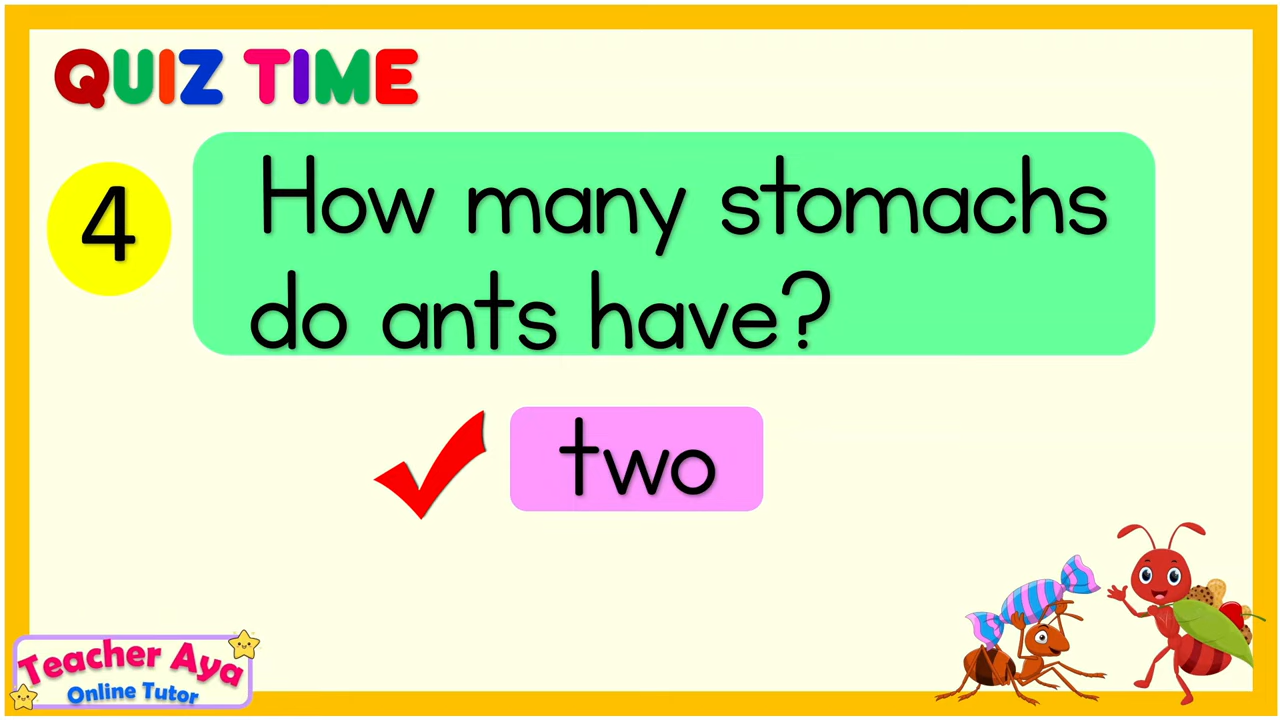 QUIZ TIME
4
How many stomachs
do ants have?
two
Teacher Aya
Online Tutor